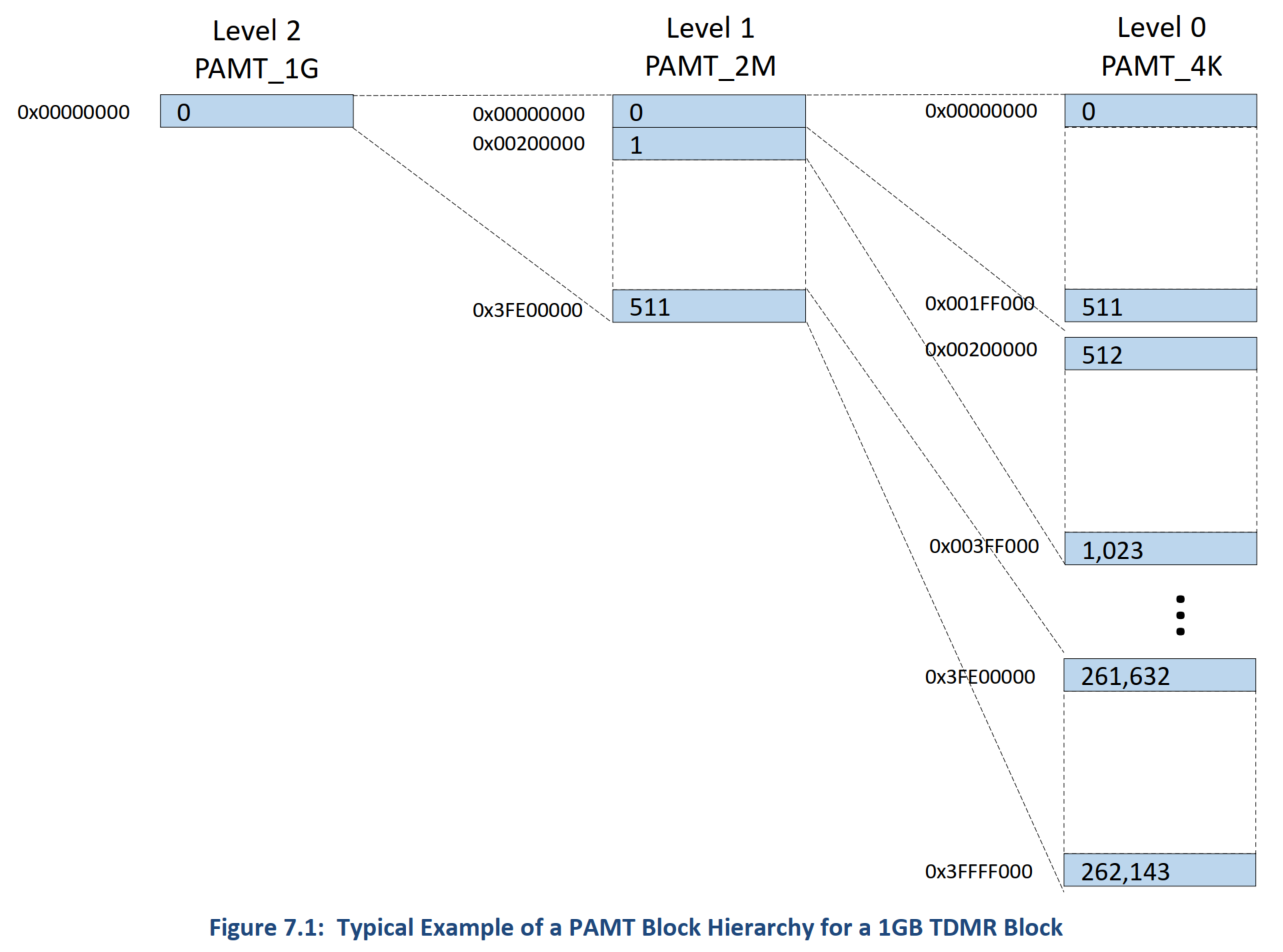 Level 2
PAMT_1G
Level 1
PAMT_2M
Level 0
PAMT_4K
0x00000000
0
0x00000000
0
0x00200000
1
0x3FE00000
511
0x00000000
0
0x001FF000
511
0x00200000
512
0x003FF000
1,023
0x3FE00000
261,632
0x3FFFF000
262,143
Figure 7.1: Typical Example of a PAMT Block Hierarchy for a 1GB TDMR Block